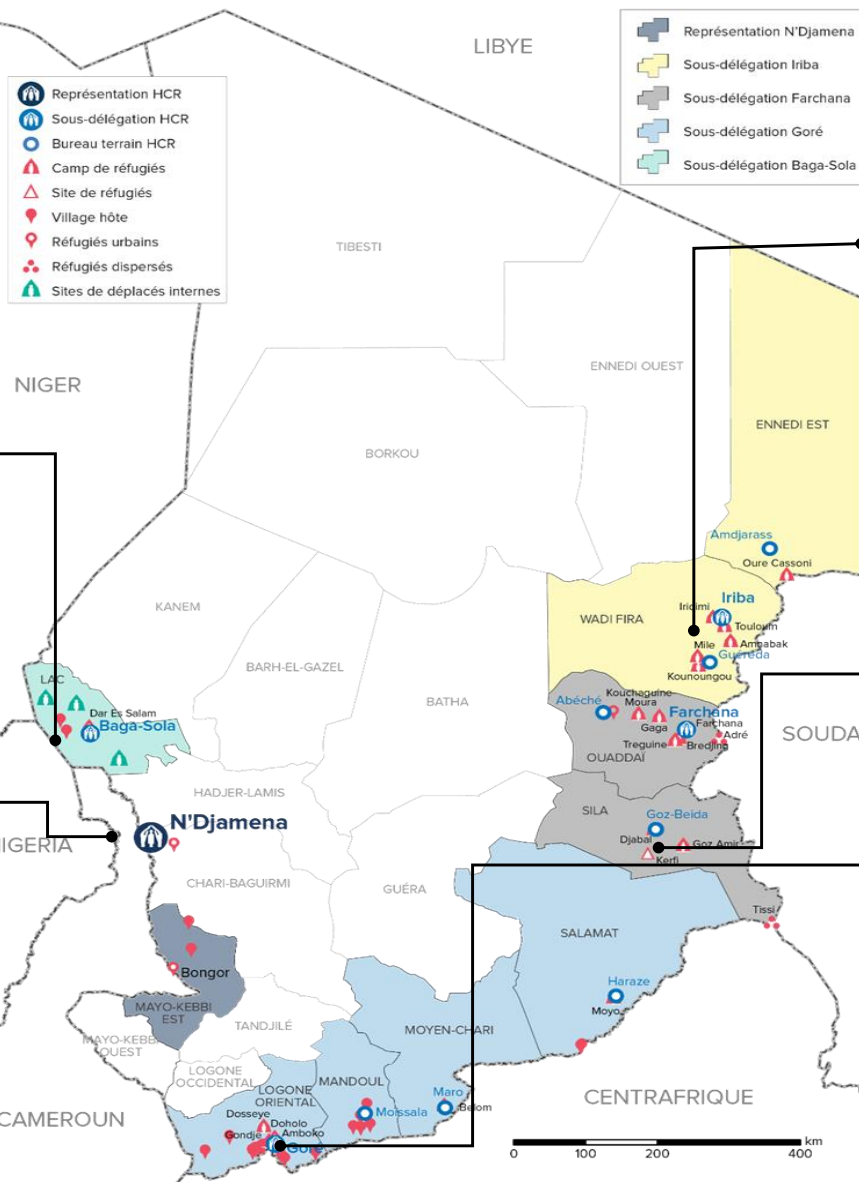 LIBYE
Représentation N'Djamena
Sous-délégation Iriba
Sous-délégation Farchana
Sous-délégation Goré
Sous-délégation Baga-Sola
Représentation HCR
Sous-délégation HCR
Bureau terrain HCR
Camp de réfugiés
Site de réfugiés
Village hôte
Réfugiés urbains
Réfugiés dispersés
Sites de déplacés internes
TIBESTI
NIGER
ENNEDI OUEST
ENNEDI EST
BORKOU
Amdjarass
Oure Cassoni
KANEM
Iridimi
Iriba
WADI FIRA
Touloum
Mile
Amnabak
Guéréda
Kounoungou
BARH-EL-GAZEL
BATHA
LAC
Dar Es Salam
Baga-Sola
Kouchaguine
Moura
Abéché
Farchana
Farchana
Gaga
Adré
Treguine
Bredjing
OUADDAÏ
SOUDA
HADJER-LAMIS
N'Djamena
SILA
Goz-Beida
Djabal
Goz Amir
Kerfi
NIGERIA
CHARI-BAGUIRMI
GUÉRA
Tissi
SALAMAT
Bongor
Haraze
Moyo
MAYO-KEBBI
EST
TANDJILÉ
MOYEN-CHARI
MAYO-KEBBI
OUEST
LOGONE
OCCIDENTAL
LOGONE
ORIENTAL
MANDOUL
CENTRAFRIQUE
Maro
Belom
Moissala
CAMEROUN
Dosseye
Doholo
Gondje
Amboko
Goré
km
0 100 200 400